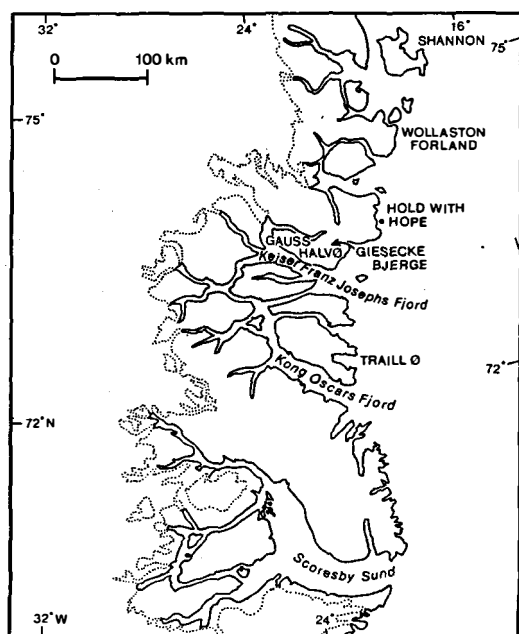 32°
24°
16°
SHANNON
75°
0 100 km
75°
WOLLASTON
FORLAND
HOLD WITH
HOPE
GAUSS
HALVØ
GIESECKE
BJERGE
Keiser Franz Josephs Fjord
TRAILL Ø
72°
Kong Oscars Fjord
72°N
Scoresby Sund
32°W
24°